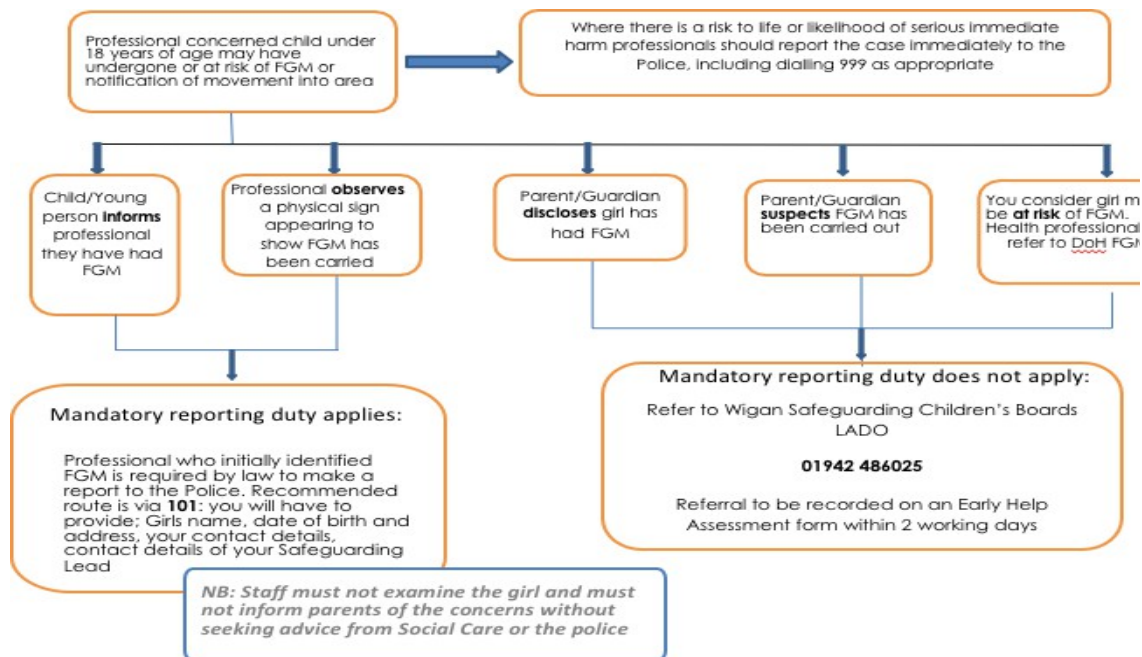 Professional concerned child under
18 years of age may have
undergone or at risk of FGM or
notification of movement into area
Where there is a risk to life or likelihood of serious immediate
harm professionals should report the case immediately to the
Police, including dialling 999 as appropriate
Child/Young
person informs
professional
they have had
FGM
Professional observes
a physical sign
appearing to
show FGM has
been carried
Parent/Guardian
discloses girl has
had FGM
Parent/Guardian
suspects FGM has
been carried out
You consider girl m
be at risk of FGM.
Health professional
refer to DoH FGM
Mandatory reporting duty applies:
Professional who initially identified
FGM is required by law to make a
report to the Police. Recommended
route is via 101: you will have to
provide; Girls name, date of birth and
address, your contact details,
contact details of your Safeguarding
Lead
Mandatory reporting duty does not apply:
Refer to Wigan Safeguarding Children’s Boards
LADO
01942 486025
Referral to be recorded on an Early Help
Assessment form within 2 working days
NB: Staff must not examine the girl and must
not inform parents of the concerns without
seeking advice from Social Care or the police